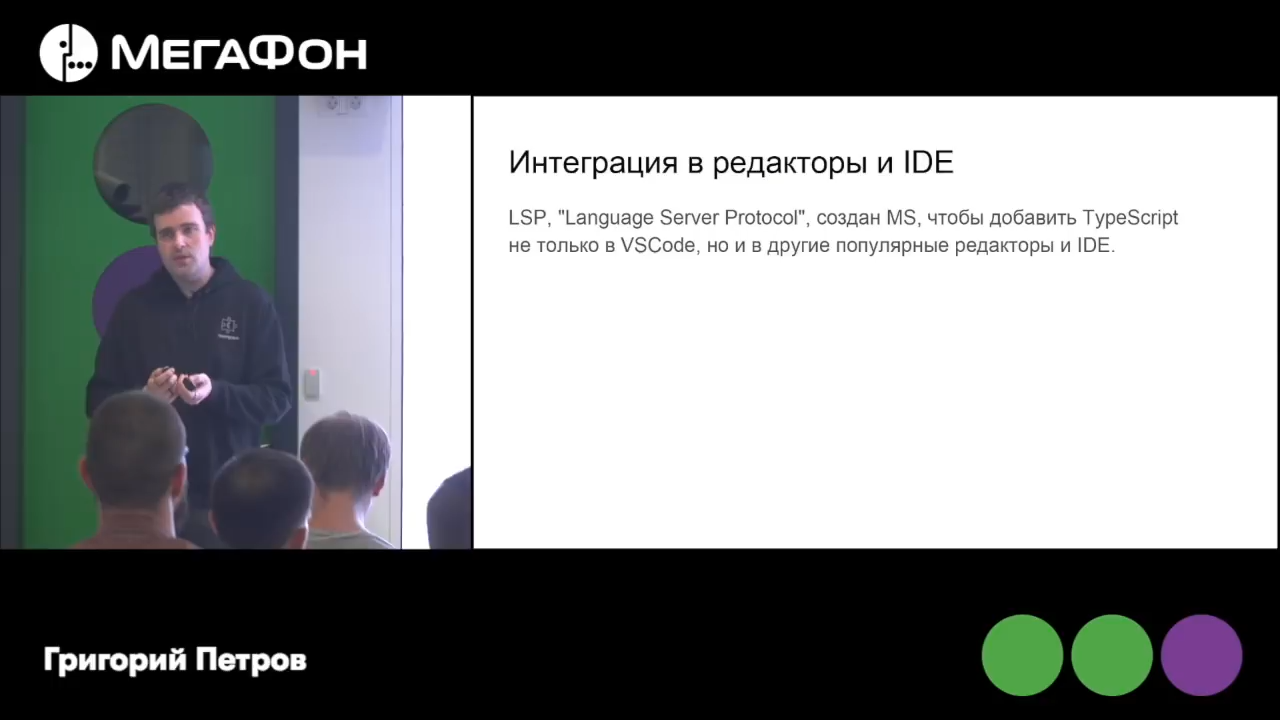 МЕГАФОН
Интеграция в редакторы и IDE
LSP, "Language Server Protocol", создан MS, чтобы добавить TypeScript
не только в VSCode, но и в другие популярные редакторы и IDE.
Григорий Петров